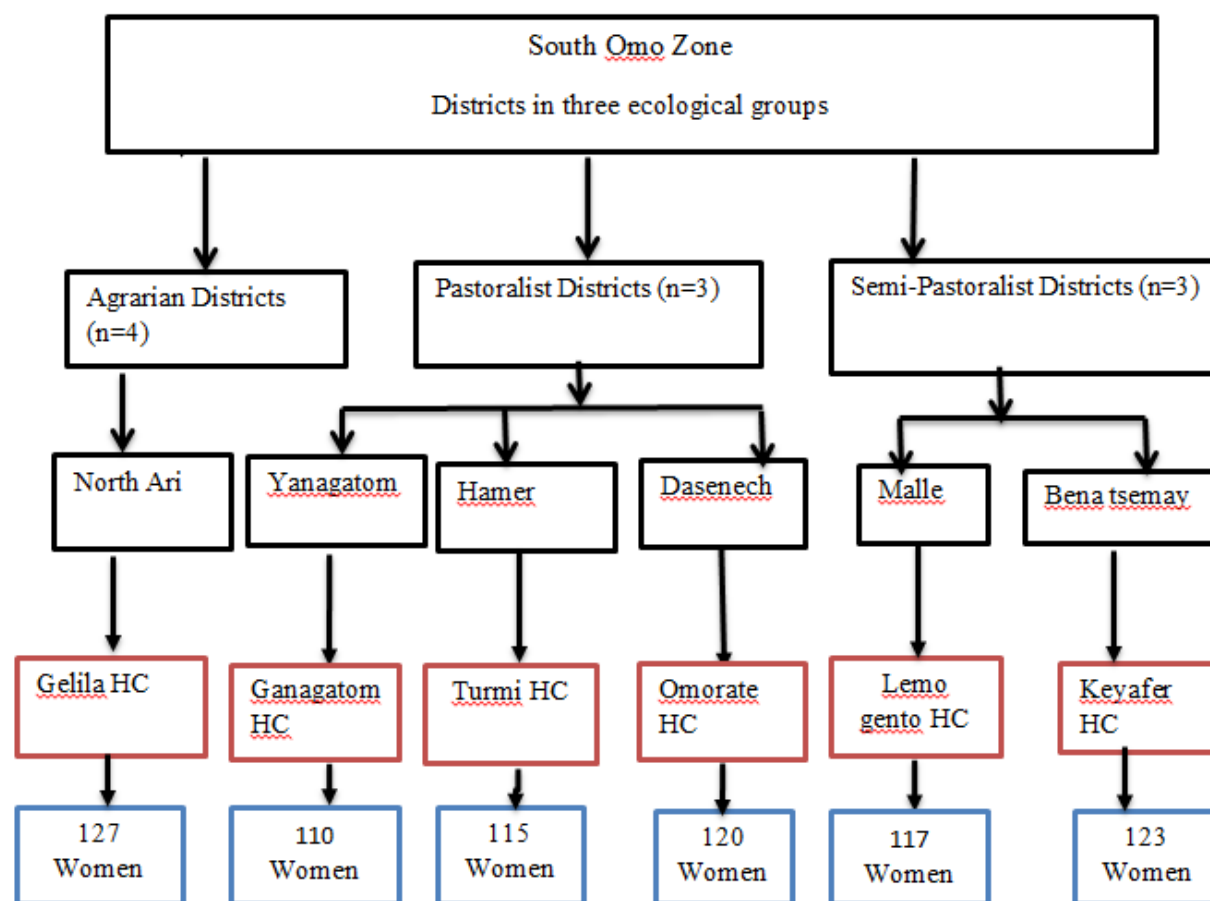 South Omo Zone
Districts in three ecological groups
Agrarian Districts
(n=4)
Pastoralist Districts (n=3)
Semi-Pastoralist Districts (n=3)
North Ari
Yanagatom
Hamer
Dasenech
Malle
Bena tsemay
Gelila HC
Ganagatom
HC
Turmi HC
Omorate
HC
Lemo
gento HC
Keyafer
HC
127
Women
110
Women
115
Women
120
Women
117
Women
123
Women